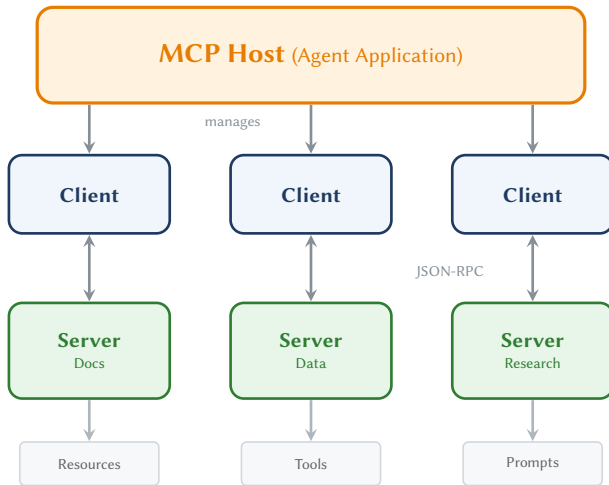 MCP Host (Agent Application)
manages
Client
Client
Client
JSON-RPC
Server
Docs
Server
Data
Server
Research
Resources
Tools
Prompts